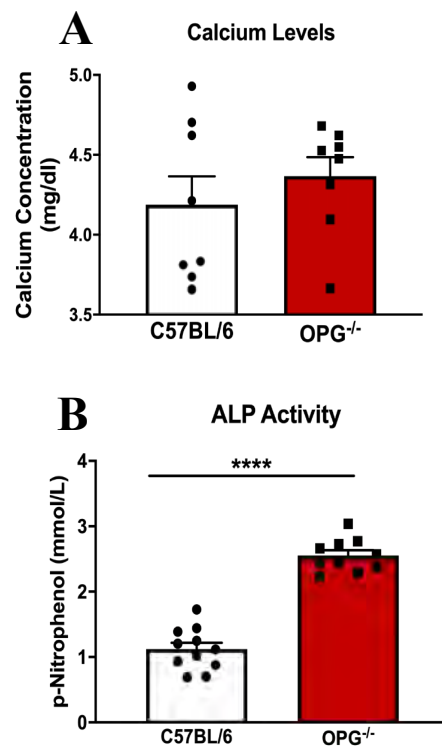 A
Calcium Levels
Calcium Concentration
(mg/dl)
5.0
4.5
4.0
3.5
C57BL/6
OPG-/-
B
ALP Activity
p-Nitrophenol (mmol/L)
4
3
2
1
0
****
C57BL/6
OPG-/-